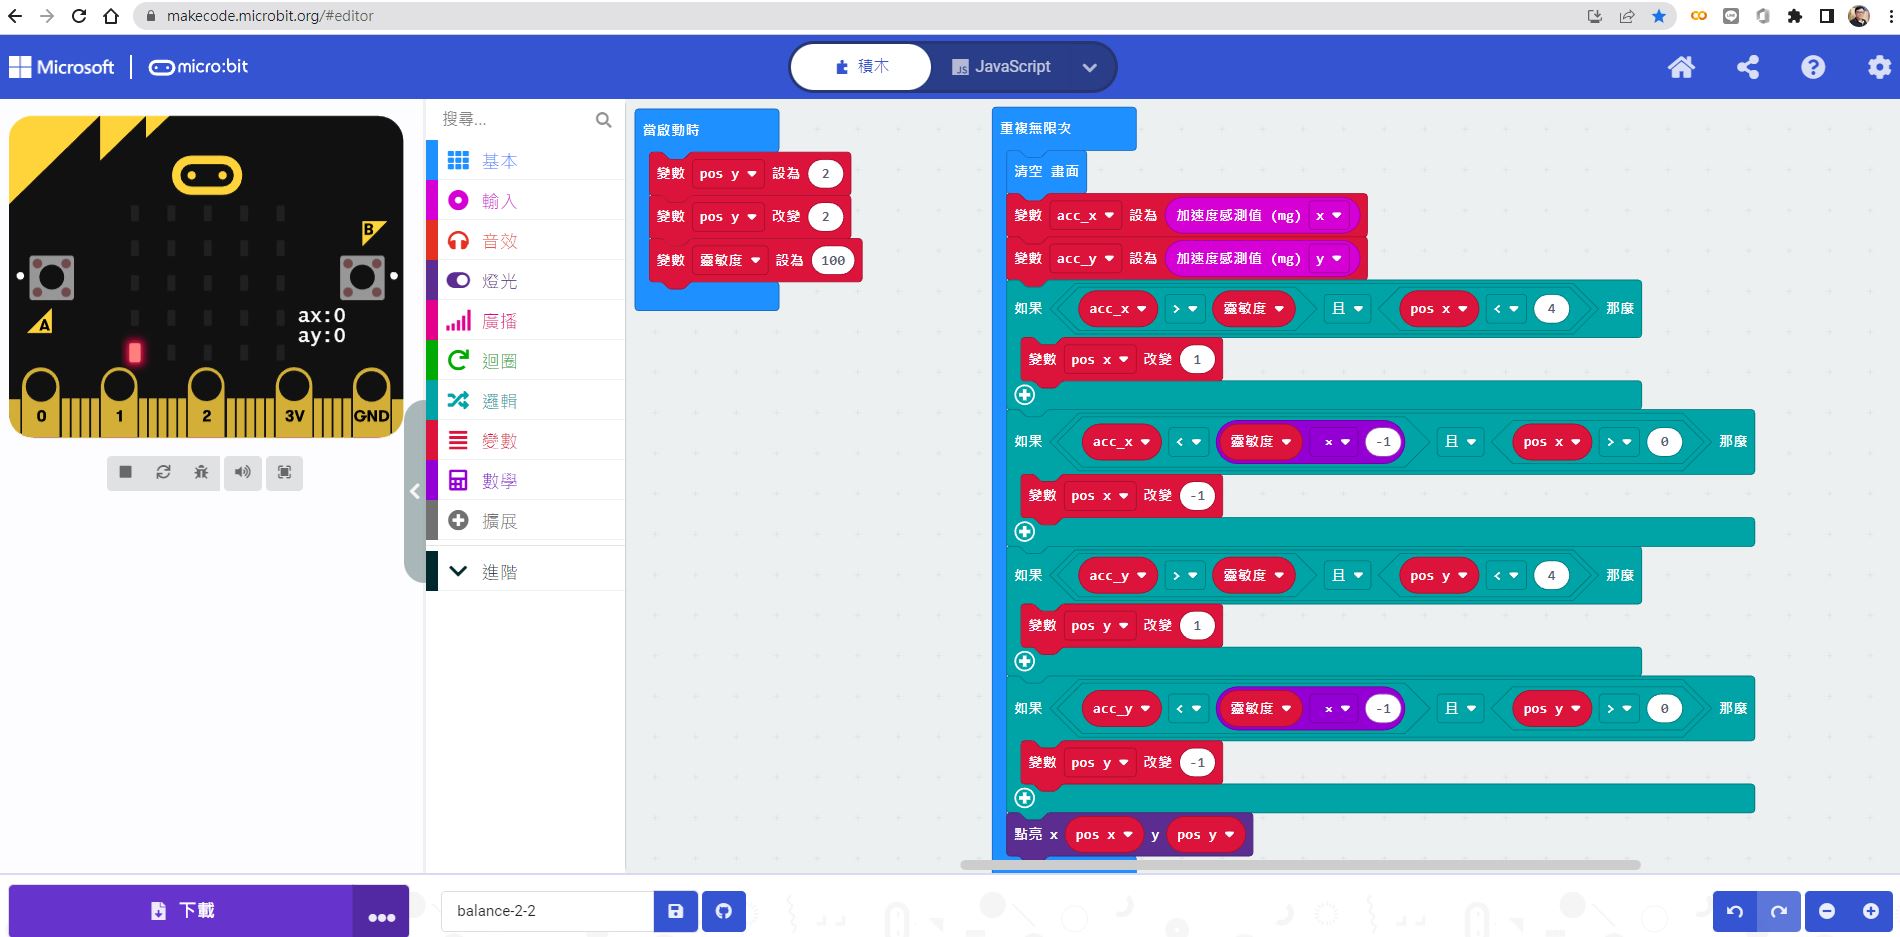 makecode.microbit.org/#editor
Microsoft
micro:bit
積木
JavaScript
JS
B
A
ax:0
ay:0
0
1
2
3V
GND
搜尋...
基本
輸入
音效
燈光
廣播
迴圈
邏輯
變數
數學
擴展
進階
當啟動時
變數 pos y 設為 2
變數 pos y 改變 2
變數 靈敏度 設為 100
重複無限次
清空 畫面
變數 acc_x 設為 加速度感測值 (mg) x
變數 acc_y 設為 加速度感測值 (mg) y
如果 acc_x > 靈敏度 且 pos x < 4 那麼
變數 pos x 改變 1
如果 acc_x < 靈敏度 × -1 且 pos x > 0 那麼
變數 pos x 改變 -1
如果 acc_y > 靈敏度 且 pos y < 4 那麼
變數 pos y 改變 1
如果 acc_y < 靈敏度 × -1 且 pos y > 0 那麼
變數 pos y 改變 -1
點亮 x pos x y pos y
下載
balance-2-2